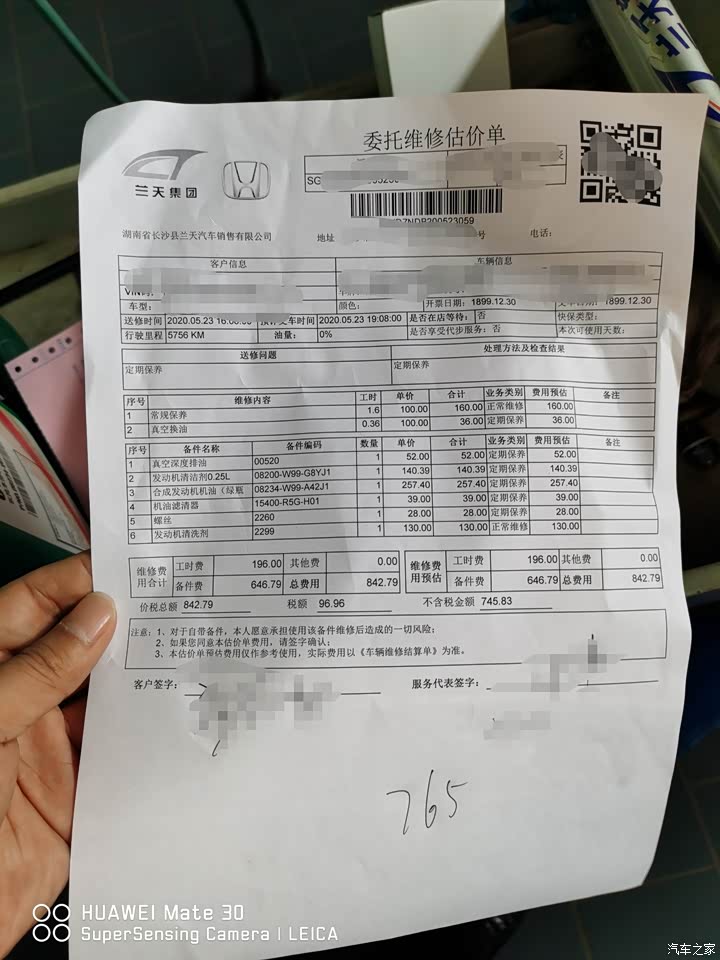 兰天
委托维修估价单
兰天集团
SG
湖南省长沙县兰天汽车销售有限公司 地址 号 电话:
客户信息 车辆信息
车型: 颜色: 开票日期: 1899.12.30 1899.12.30
送修时间 2020.05.23 预计交车时间 2020.05.23 19:08:00 是否在店等待: 否 快保类型:
行驶里程 5756 KM 油量: 0% 是否享受代步服务: 否 本次可使用天数:
送修问题 处理方法及检查结果
定期保养 定期保养
序号 维修内容 工时 单价 合计 业务类别 费用预估 备注
1 常规保养 1.6 100.00 160.00 正常维修 160.00
2 真空换油 0.36 100.00 36.00 定期保养 36.00
序号 备件名称 备件编码 数量 单价 合计 业务类别 费用预估 备注
1 真空深度排油 00520 1 52.00 52.00 定期保养 52.00
2 发动机清洁剂0.25L 08200-W99-G8YJ1 1 140.39 140.39 定期保养 140.39
3 合成发动机机油（绿瓶 08234-W99-A42J1 1 257.40 257.40 定期保养 257.40
4 机油滤清器 15400-R5G-H01 1 39.00 39.00 定期保养 39.00
5 螺丝 2260 1 28.00 28.00 定期保养 28.00
6 发动机清洗剂 2299 1 130.00 130.00 正常维修 130.00
维修费用合计 工时费 196.00 其他费 0.00 维修费用预估 工时费 196.00 其他费 0.00
备件费 646.79 总费用 842.79 备件费 646.79 总费用 842.79
价税总额 842.79 税额 96.96 不含税金额 745.83
注意: 1、对于自带备件，本人愿意承担使用该备件维修后造成的一切风险;
2、如果您同意本估价单费用，请签字确认;
3、本估价单预估费用仅作参考使用，实际费用以《车辆维修结算单》为准。
客户签字: 服务代表签字:
765
HUAWEI Mate 30
SuperSensing Camera | LEICA
汽车之家